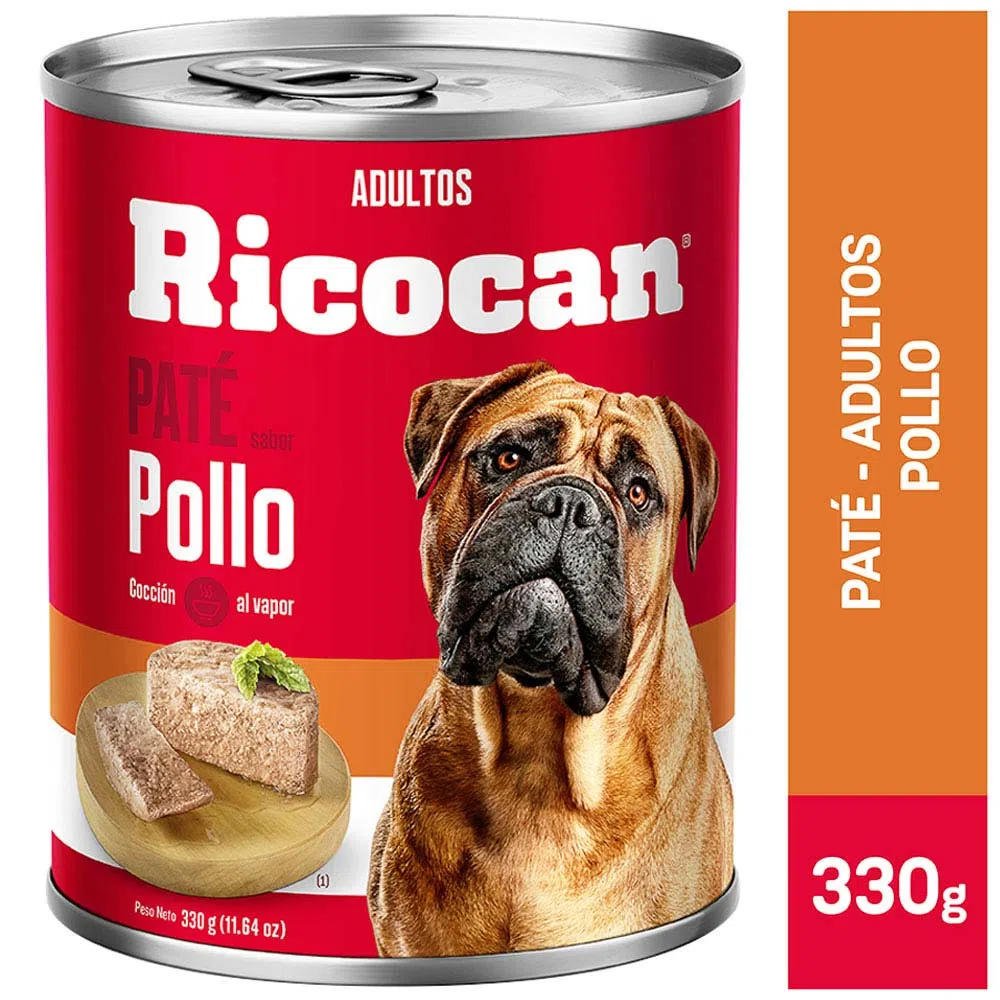 ADULTOS
Ricocan®
PATÉ sabor
Pollo
Cocción al vapor
(1)
Peso Neto 330 g (11.64 oz)
PATÉ - ADULTOS
POLLO
330g